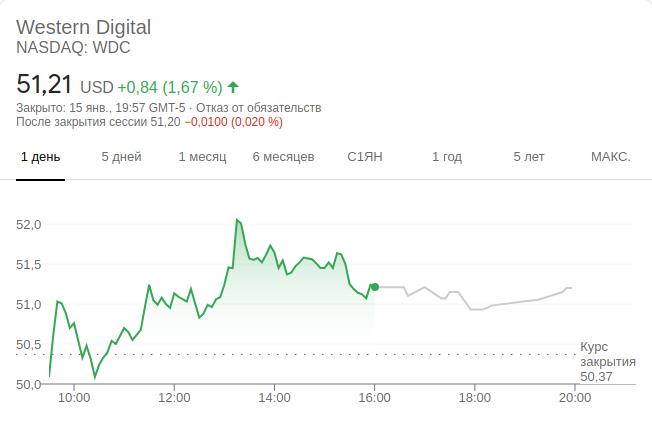 Western Digital
NASDAQ: WDC
51,21 USD +0,84 (1,67 %)
Закрыто: 15 янв., 19:57 GMT-5 · Отказ от обязательств
После закрытия сессии 51,20 −0,0100 (0,020 %)
1 день 5 дней 1 месяц 6 месяцев С1ЯН 1 год 5 лет МАКС.
52,0
51,5
51,0
50,5
50,0
Курс
закрытия
50,37
10:00 12:00 14:00 16:00 18:00 20:00